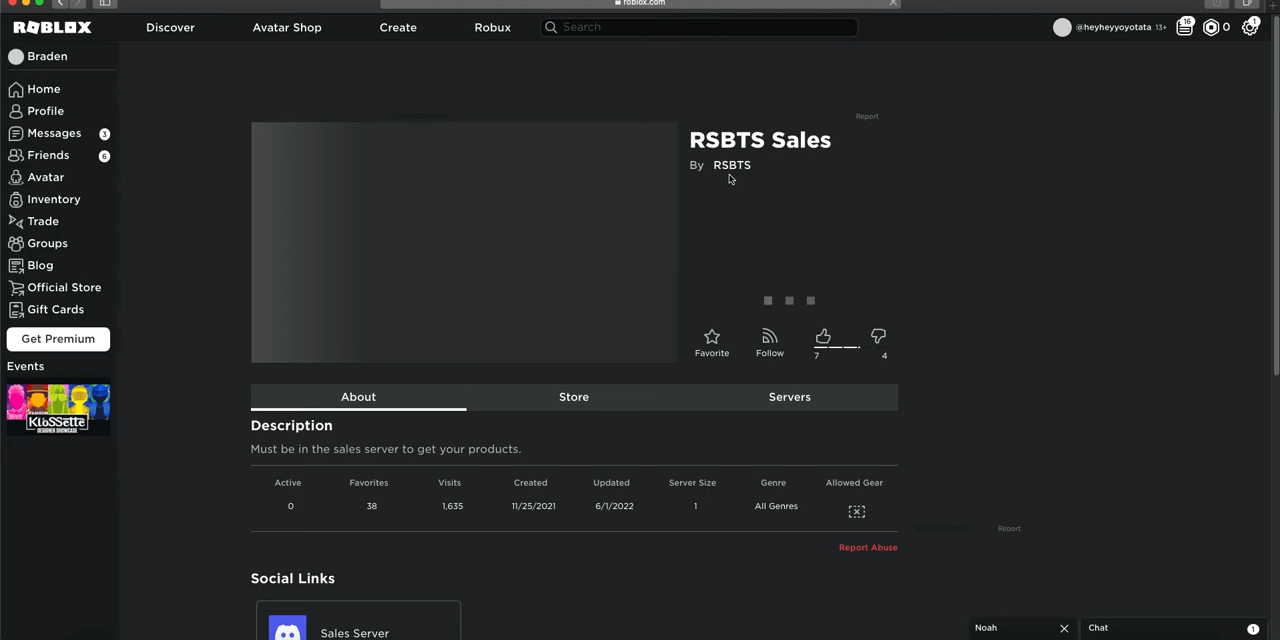 roblox.com
ROBLOX
Discover
Avatar Shop
Create
Robux
Search
@heyheyyoyotata 13+
16
0
1
Braden
Home
Profile
Messages 3
Friends 6
Avatar
Inventory
Trade
Groups
Blog
Official Store
Gift Cards
Get Premium
Events
KloSSette
DESIGNER SHOWCASE
Report
RSBTS Sales
By RSBTS
Favorite
Follow
7
4
About
Store
Servers
Description
Must be in the sales server to get your products.
Active Favorites Visits Created Updated Server Size Genre Allowed Gear
0 38 1,635 11/25/2021 6/1/2022 1 All Genres
Report
Report Abuse
Social Links
Sales Server
Noah
Chat 1